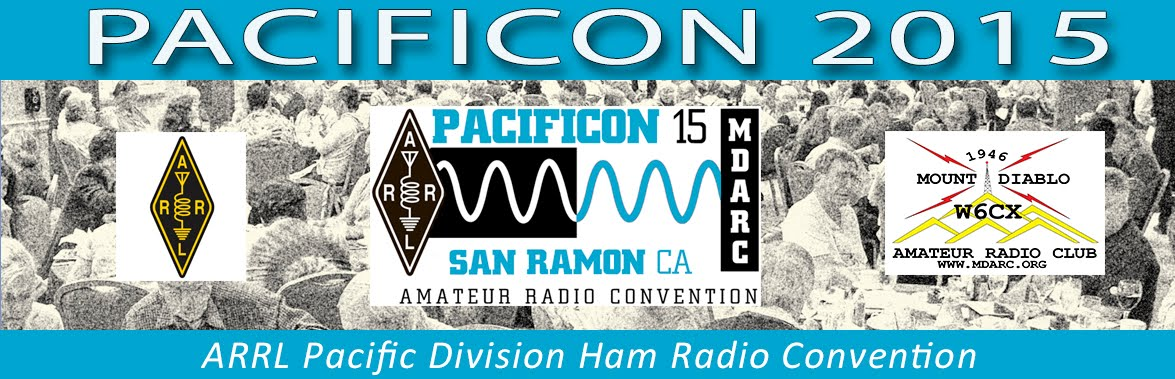 PACIFICON 2015
A
R R
L
PACIFICON 15
A
R R
L
MDARC
SAN RAMON CA
AMATEUR RADIO CONVENTION
1946
MOUNT DIABLO
W6CX
AMATEUR RADIO CLUB
WWW.MDARC.ORG
ARRL Pacific Division Ham Radio Convention